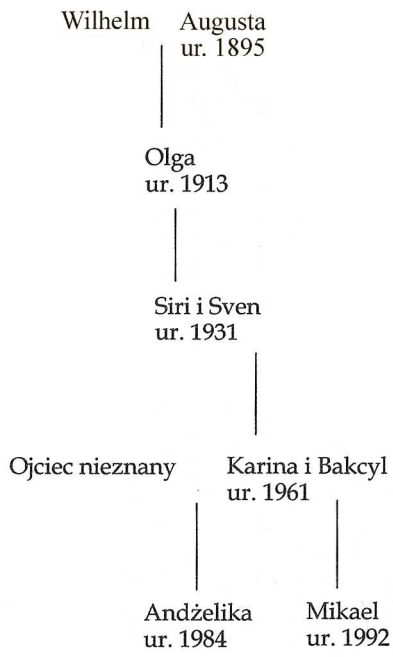 Wilhelm Augusta
ur. 1895
Olga
ur. 1913
Siri i Sven
ur. 1931
Ojciec nieznany Karina i Bakcyl
ur. 1961
Andżelika Mikael
ur. 1984 ur. 1992